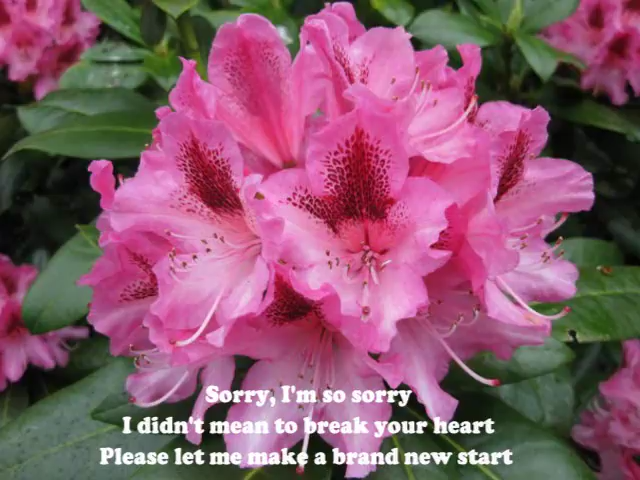 Sorry, I'm so sorry
I didn't mean to break your heart
Please let me make a brand new start